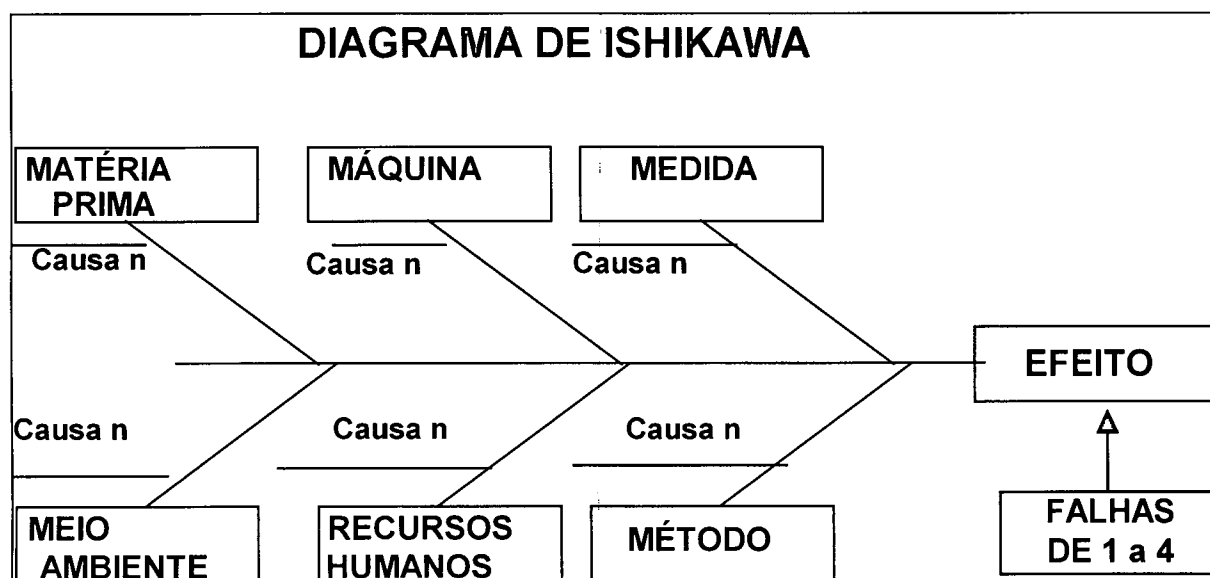 DIAGRAMA DE ISHIKAWA
MATÉRIA
PRIMA
MÁQUINA
MEDIDA
Causa n
Causa n
Causa n
EFEITO
Causa n
Causa n
Causa n
MEIO
AMBIENTE
RECURSOS
HUMANOS
MÉTODO
FALHAS
DE 1 a 4